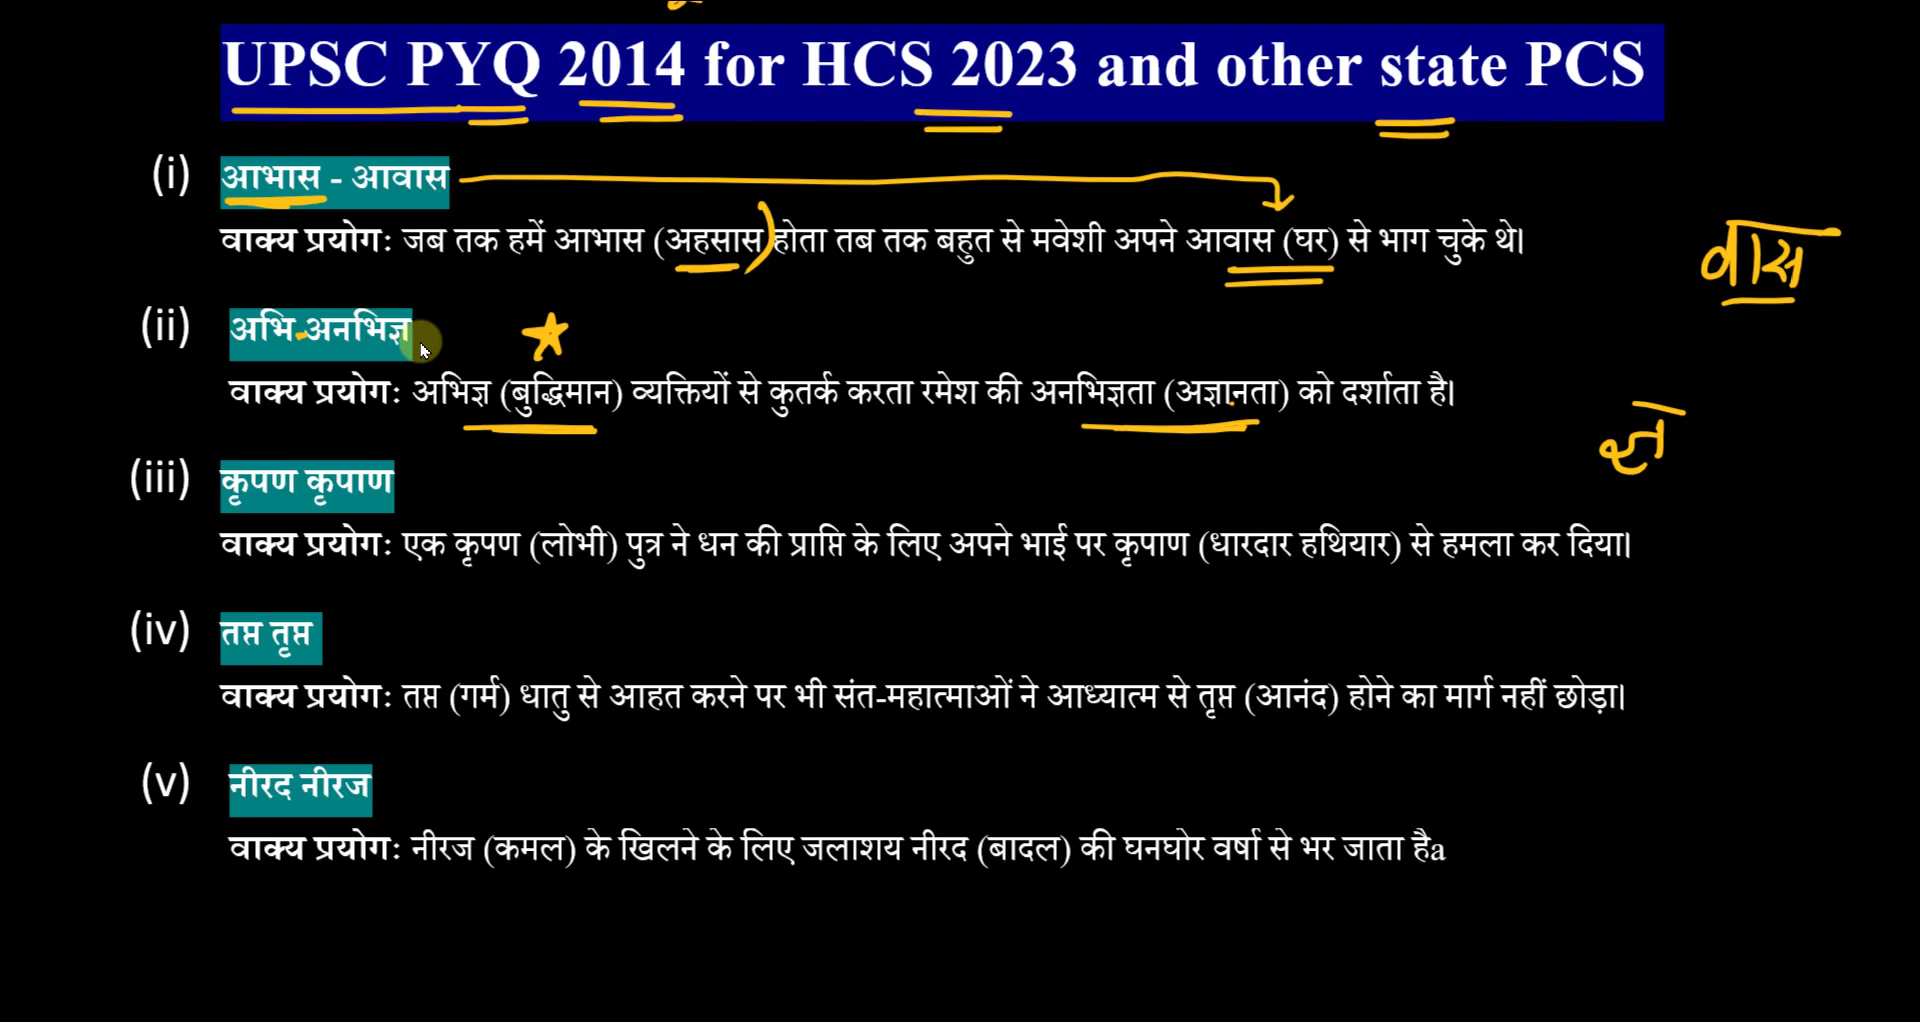 UPSC PYQ 2014 for HCS 2023 and other state PCS
(i) आभास - आवास
वाक्य प्रयोगः जब तक हमें आभास (अहसास) होता तब तक बहुत से मवेशी अपने आवास (घर) से भाग चुके थे।
वास
(ii) अभि-अनभिज्ञ
वाक्य प्रयोगः अभिज्ञ (बुद्धिमान) व्यक्तियों से कुतर्क करता रमेश की अनभिज्ञता (अज्ञानता) को दर्शाता है।
(iii) कृपण कृपाण
वाक्य प्रयोगः एक कृपण (लोभी) पुत्र ने धन की प्राप्ति के लिए अपने भाई पर कृपाण (धारदार हथियार) से हमला कर दिया।
(iv) तप्त तृप्त
वाक्य प्रयोगः तप्त (गर्म) धातु से आहत करने पर भी संत-महात्माओं ने आध्यात्म से तृप्त (आनंद) होने का मार्ग नहीं छोड़ा।
(v) नीरद नीरज
वाक्य प्रयोगः नीरज (कमल) के खिलने के लिए जलाशय नीरद (बादल) की घनघोर वर्षा से भर जाता हैa